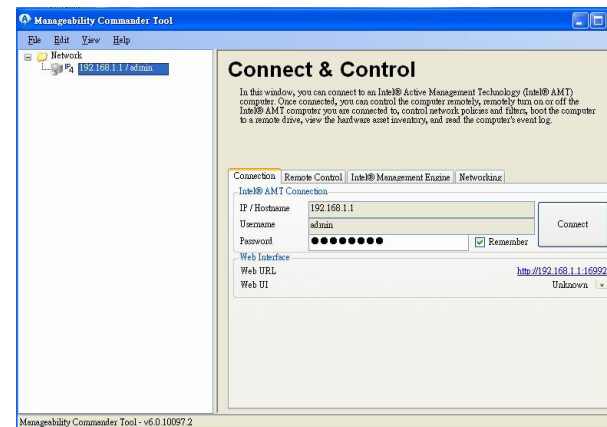 Manageability Commander Tool
File Edit View Help
Network
192.168.1.1 / admin
Connect & Control
In this window, you can connect to an Intel® Active Management Technology (Intel® AMT)
computer. Once connected, you can control the computer remotely, remotely turn on or off the
Intel® AMT computer you are connected to, control network policies and filters, boot the computer
to a remote drive, view the hardware asset inventory, and read the computer's event log.
Connection Remote Control Intel® Management Engine Networking
Intel® AMT Connection
IP / Hostname 192.168.1.1
Username admin
Connect
Password ●●●●●●●● Remember
Web Interface
Web URL http://192.168.1.1:16992
Web UI Unknown
Manageability Commander Tool - v6.0.10097.2